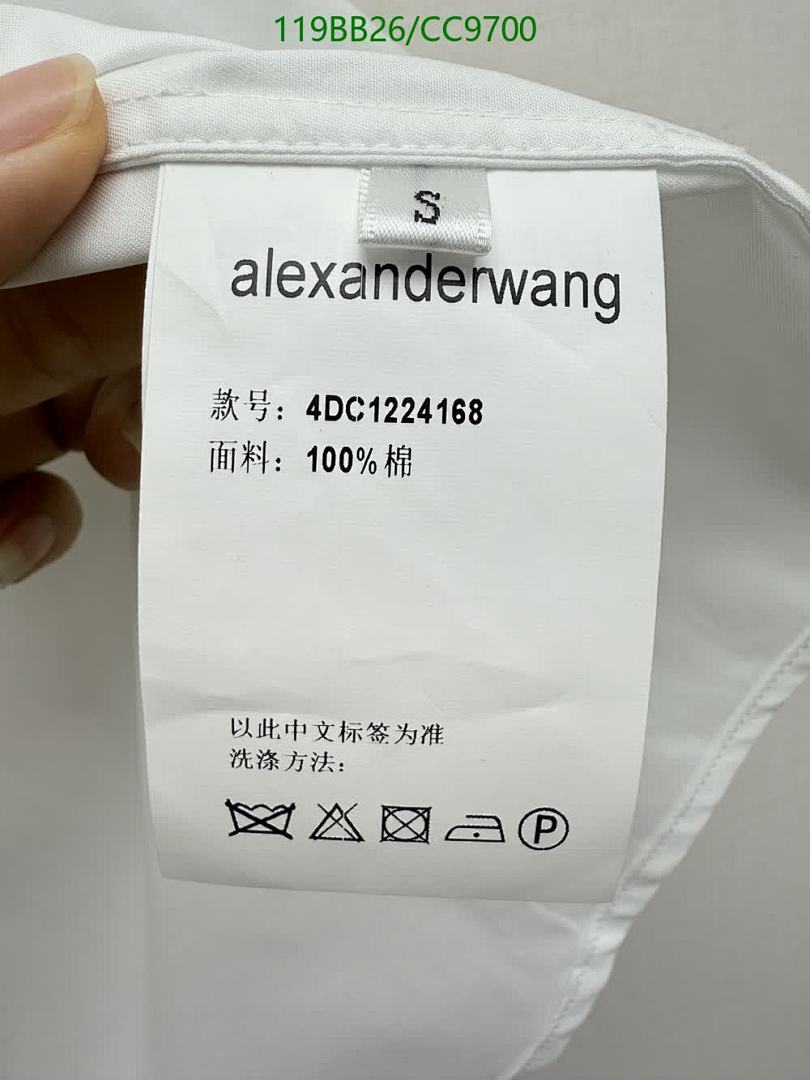 119BB26/CC9700
S
alexanderwang
款号：4DC1224168
面料：100%棉
以此中文标签为准
洗涤方法：
P